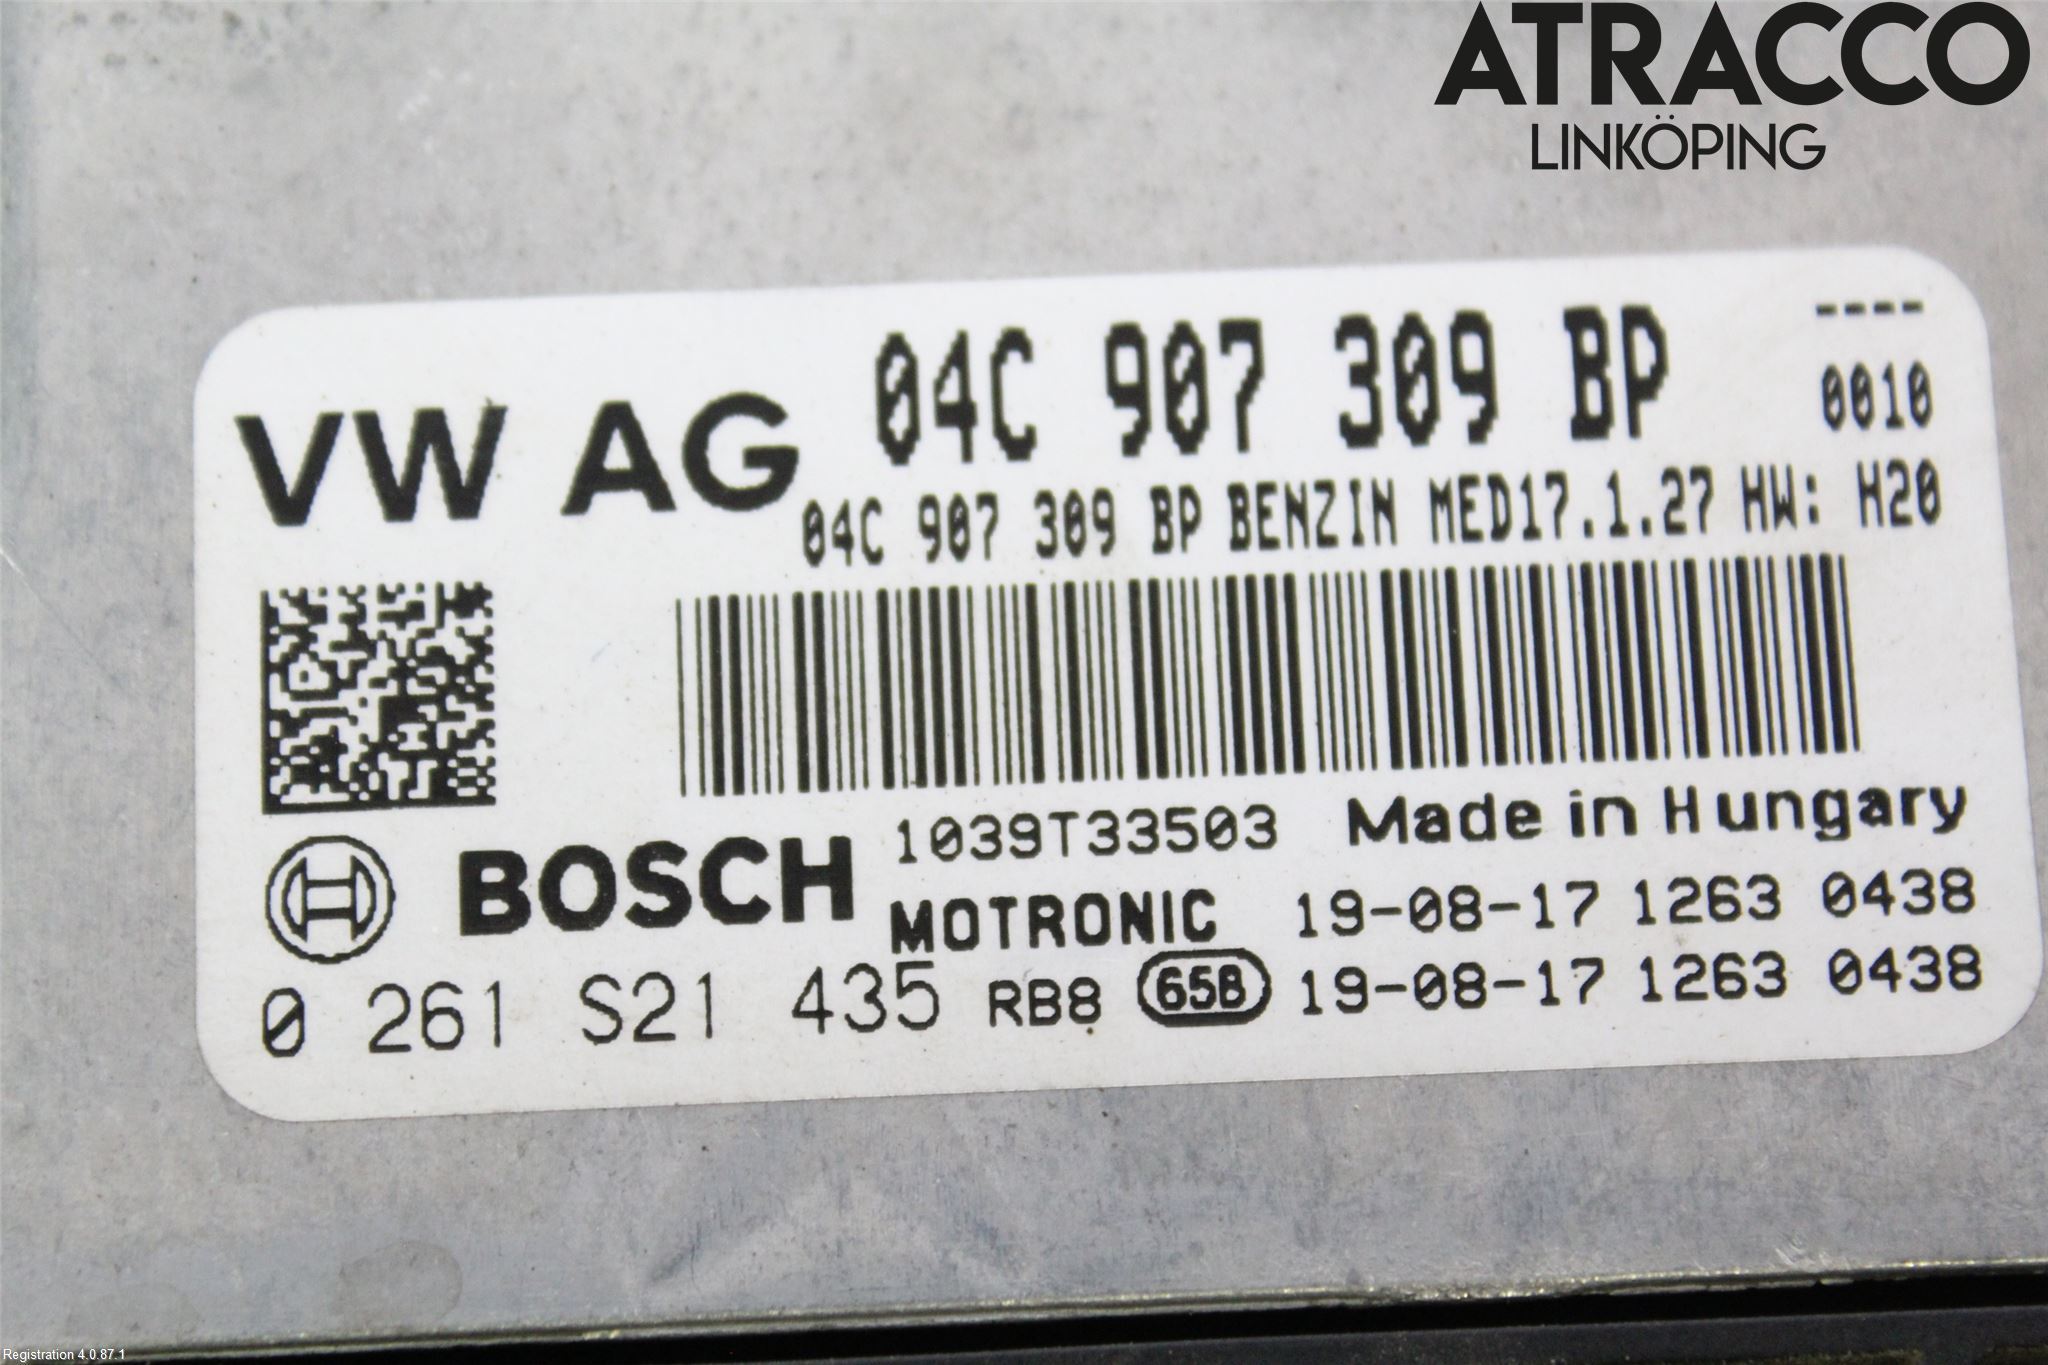 ATRACCO
LINKÖPING
VW AG 04C 907 309 BP ----
0010
04C 907 309 BP BENZIN MED17.1.27 HW: H20
1039T33503 Made in Hungary
BOSCH MOTRONIC 19-08-17 1263 0438
0 261 S21 435 RB8 65B 19-08-17 1263 0438
Registration 4.0.87.1